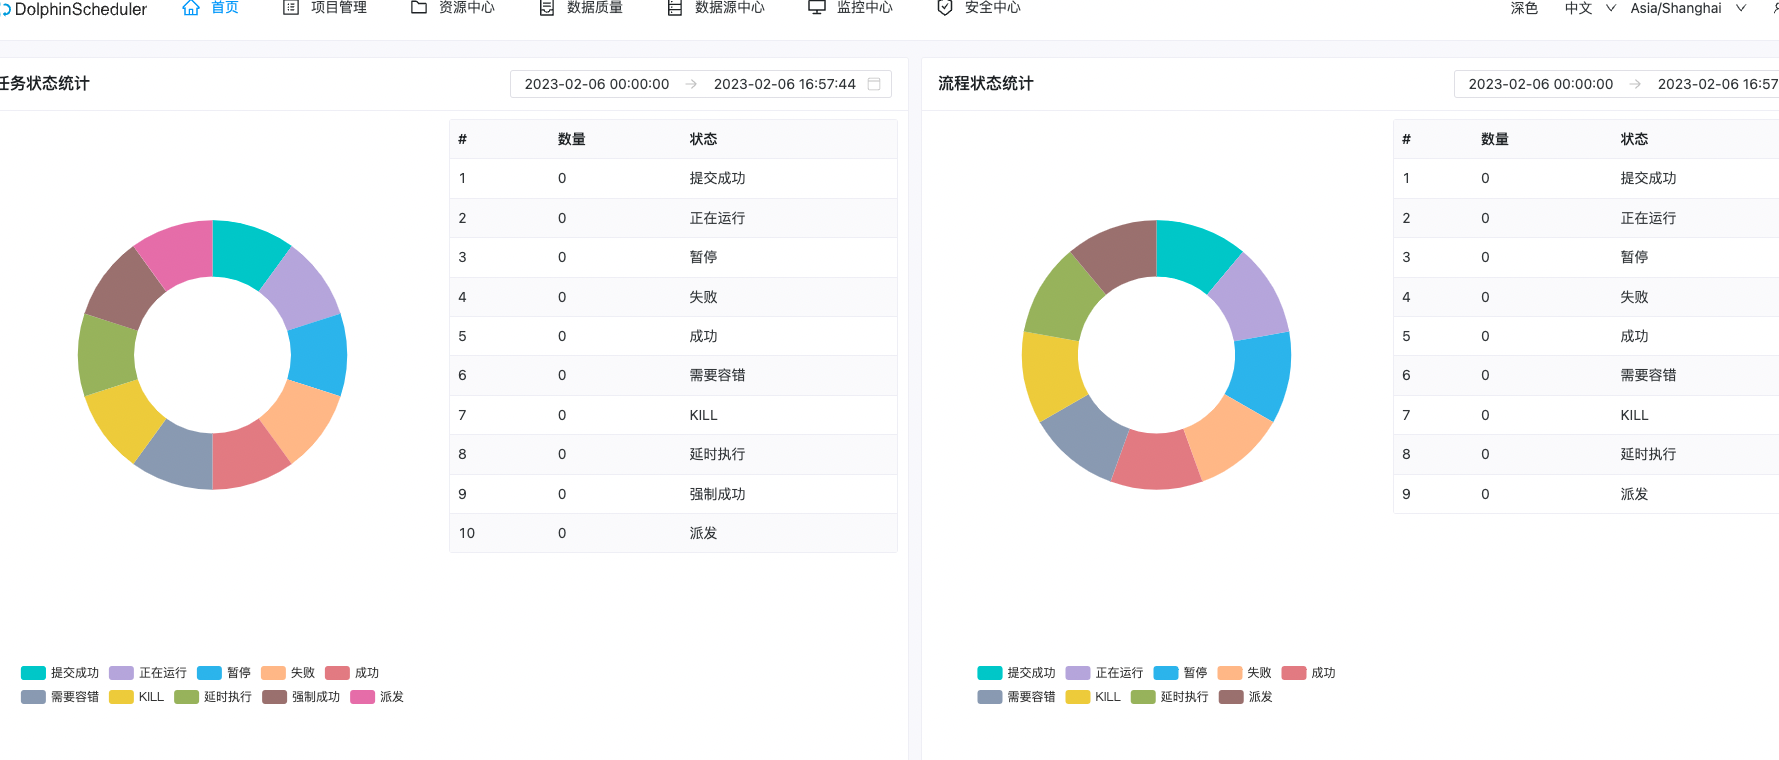 DolphinScheduler 首页 项目管理 资源中心 数据质量 数据源中心 监控中心 安全中心 深色 中文 Asia/Shanghai
任务状态统计 2023-02-06 00:00:00 → 2023-02-06 16:57:44
# 数量 状态
1 0 提交成功
2 0 正在运行
3 0 暂停
4 0 失败
5 0 成功
6 0 需要容错
7 0 KILL
8 0 延时执行
9 0 强制成功
10 0 派发
提交成功 正在运行 暂停 失败 成功
需要容错 KILL 延时执行 强制成功 派发
流程状态统计 2023-02-06 00:00:00 → 2023-02-06 16:57
# 数量 状态
1 0 提交成功
2 0 正在运行
3 0 暂停
4 0 失败
5 0 成功
6 0 需要容错
7 0 KILL
8 0 延时执行
9 0 派发
提交成功 正在运行 暂停 失败 成功
需要容错 KILL 延时执行 派发